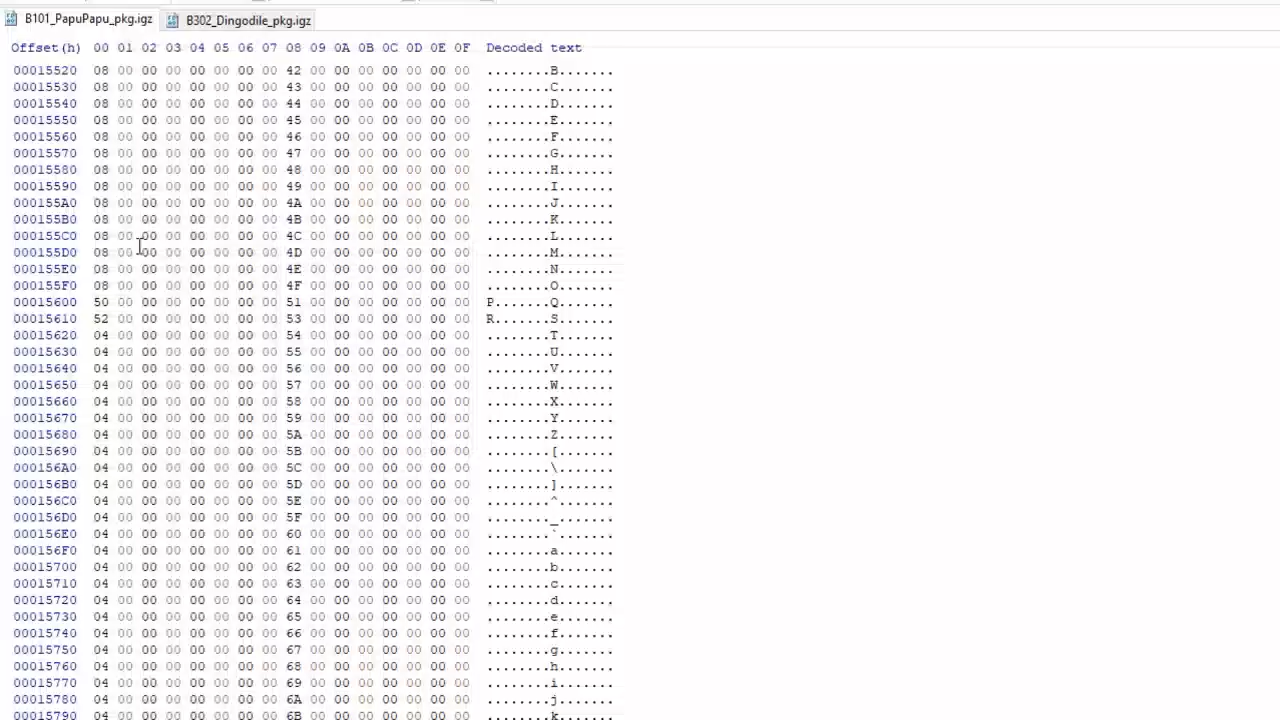 B101_PapuPapu_pkg.igz B302_Dingodile_pkg.igz
Offset(h) 00 01 02 03 04 05 06 07 08 09 0A 0B 0C 0D 0E 0F Decoded text
00015520 08 00 00 00 00 00 00 00 42 00 00 00 00 00 00 00 ........B.......
00015530 08 00 00 00 00 00 00 00 43 00 00 00 00 00 00 00 ........C.......
00015540 08 00 00 00 00 00 00 00 44 00 00 00 00 00 00 00 ........D.......
00015550 08 00 00 00 00 00 00 00 45 00 00 00 00 00 00 00 ........E.......
00015560 08 00 00 00 00 00 00 00 46 00 00 00 00 00 00 00 ........F.......
00015570 08 00 00 00 00 00 00 00 47 00 00 00 00 00 00 00 ........G.......
00015580 08 00 00 00 00 00 00 00 48 00 00 00 00 00 00 00 ........H.......
00015590 08 00 00 00 00 00 00 00 49 00 00 00 00 00 00 00 ........I.......
000155A0 08 00 00 00 00 00 00 00 4A 00 00 00 00 00 00 00 ........J.......
000155B0 08 00 00 00 00 00 00 00 4B 00 00 00 00 00 00 00 ........K.......
000155C0 08 00 00 00 00 00 00 00 4C 00 00 00 00 00 00 00 ........L.......
000155D0 08 00 00 00 00 00 00 00 4D 00 00 00 00 00 00 00 ........M.......
000155E0 08 00 00 00 00 00 00 00 4E 00 00 00 00 00 00 00 ........N.......
000155F0 08 00 00 00 00 00 00 00 4F 00 00 00 00 00 00 00 ........O.......
00015600 50 00 00 00 00 00 00 00 51 00 00 00 00 00 00 00 P.......Q.......
00015610 52 00 00 00 00 00 00 00 53 00 00 00 00 00 00 00 R.......S.......
00015620 04 00 00 00 00 00 00 00 54 00 00 00 00 00 00 00 ........T.......
00015630 04 00 00 00 00 00 00 00 55 00 00 00 00 00 00 00 ........U.......
00015640 04 00 00 00 00 00 00 00 56 00 00 00 00 00 00 00 ........V.......
00015650 04 00 00 00 00 00 00 00 57 00 00 00 00 00 00 00 ........W.......
00015660 04 00 00 00 00 00 00 00 58 00 00 00 00 00 00 00 ........X.......
00015670 04 00 00 00 00 00 00 00 59 00 00 00 00 00 00 00 ........Y.......
00015680 04 00 00 00 00 00 00 00 5A 00 00 00 00 00 00 00 ........Z.......
00015690 04 00 00 00 00 00 00 00 5B 00 00 00 00 00 00 00 ........[.......
000156A0 04 00 00 00 00 00 00 00 5C 00 00 00 00 00 00 00 ........\.......
000156B0 04 00 00 00 00 00 00 00 5D 00 00 00 00 00 00 00 ........].......
000156C0 04 00 00 00 00 00 00 00 5E 00 00 00 00 00 00 00 ........^.......
000156D0 04 00 00 00 00 00 00 00 5F 00 00 00 00 00 00 00 ........_.......
000156E0 04 00 00 00 00 00 00 00 60 00 00 00 00 00 00 00 ........`.......
000156F0 04 00 00 00 00 00 00 00 61 00 00 00 00 00 00 00 ........a.......
00015700 04 00 00 00 00 00 00 00 62 00 00 00 00 00 00 00 ........b.......
00015710 04 00 00 00 00 00 00 00 63 00 00 00 00 00 00 00 ........c.......
00015720 04 00 00 00 00 00 00 00 64 00 00 00 00 00 00 00 ........d.......
00015730 04 00 00 00 00 00 00 00 65 00 00 00 00 00 00 00 ........e.......
00015740 04 00 00 00 00 00 00 00 66 00 00 00 00 00 00 00 ........f.......
00015750 04 00 00 00 00 00 00 00 67 00 00 00 00 00 00 00 ........g.......
00015760 04 00 00 00 00 00 00 00 68 00 00 00 00 00 00 00 ........h.......
00015770 04 00 00 00 00 00 00 00 69 00 00 00 00 00 00 00 ........i.......
00015780 04 00 00 00 00 00 00 00 6A 00 00 00 00 00 00 00 ........j.......
00015790 04 00 00 00 00 00 00 00 6B 00 00 00 00 00 00 00 ........k.......